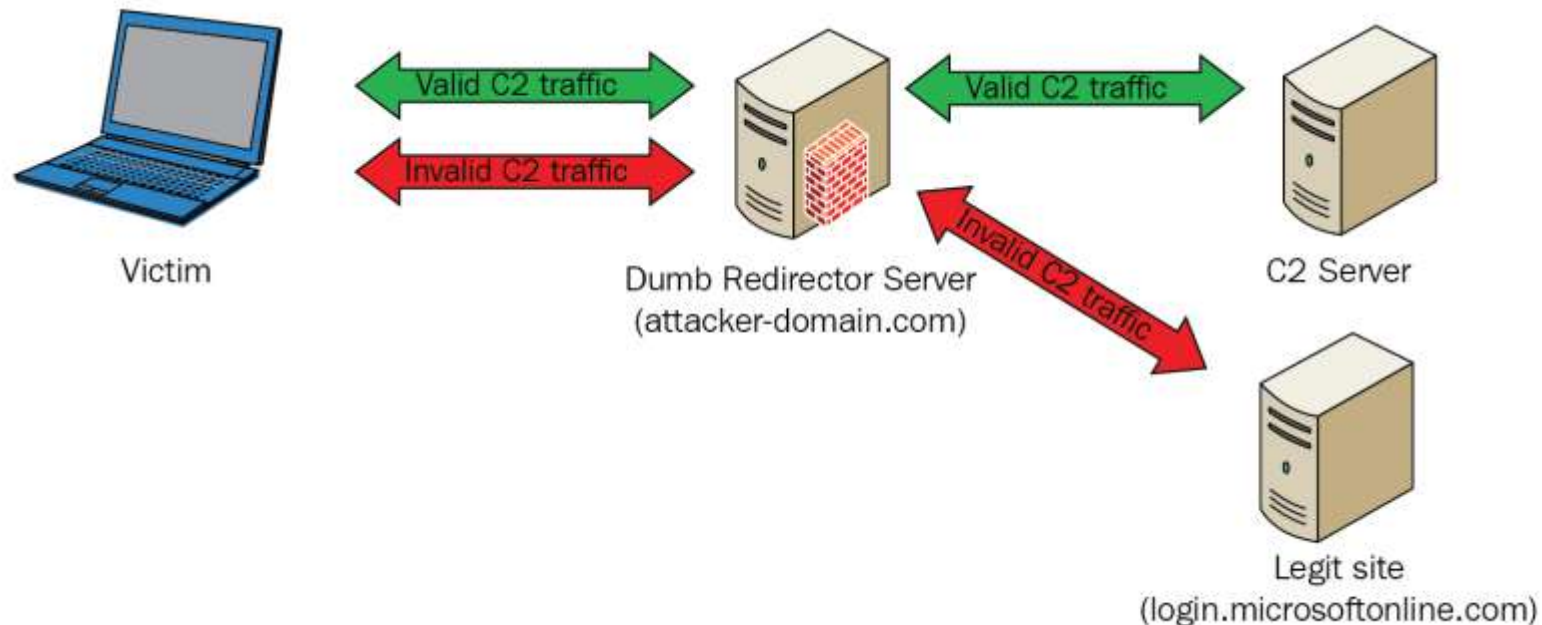 Valid C2 traffic
Valid C2 traffic
Invalid C2 traffic
Invalid C2 traffic
Victim
Dumb Redirector Server
(attacker-domain.com)
C2 Server
Legit site
(login.microsoftonline.com)